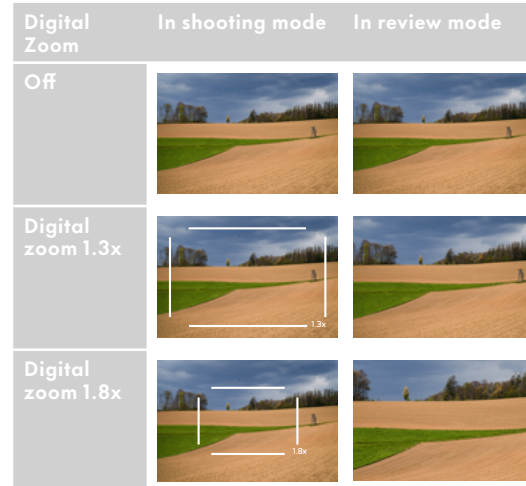 Digital
Zoom
In shooting mode
In review mode
Off
Digital
zoom 1.3x
1.3x
Digital
zoom 1.8x
1.8x